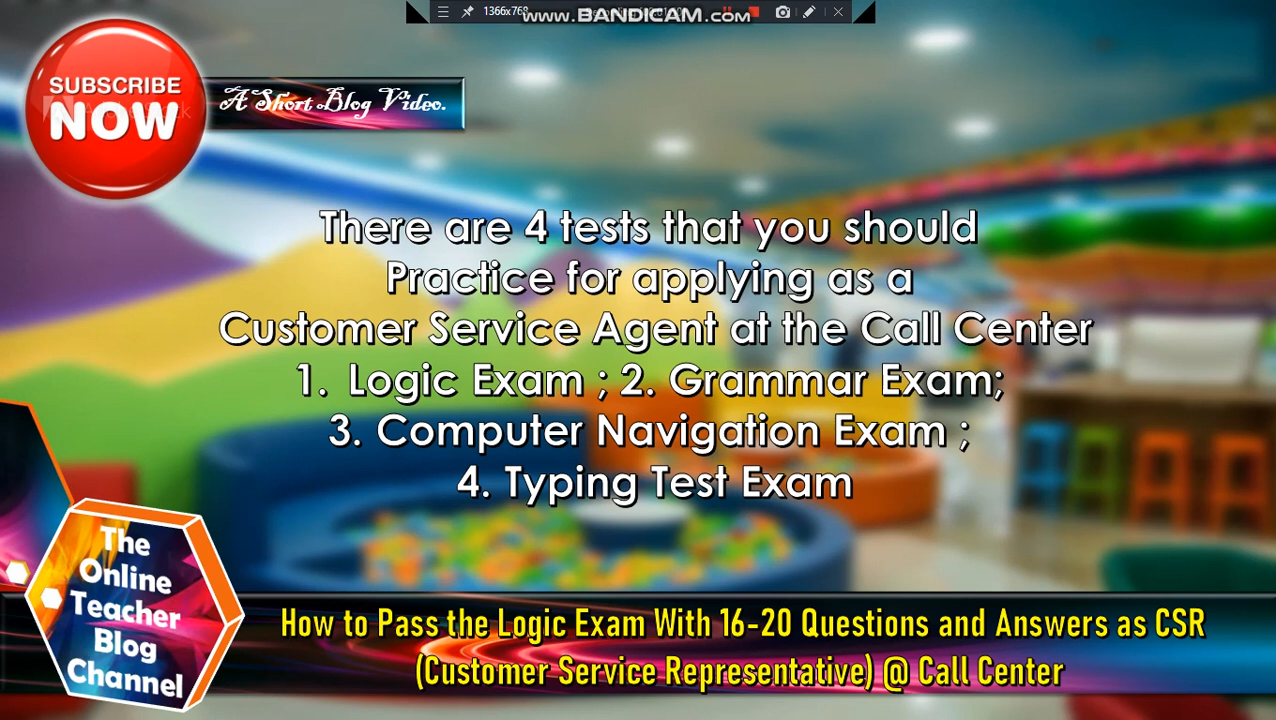 1366x768
www.BANDICAM.com
SUBSCRIBE
NOW
A Short Blog Video.
There are 4 tests that you should
Practice for applying as a
Customer Service Agent at the Call Center
1. Logic Exam ; 2. Grammar Exam;
3. Computer Navigation Exam ;
4. Typing Test Exam
The
Online
Teacher
Blog
Channel
How to Pass the Logic Exam With 16-20 Questions and Answers as CSR
(Customer Service Representative) @ Call Center